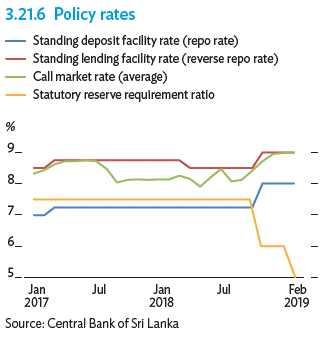 3.21.6 Policy rates
Standing deposit facility rate (repo rate)
Standing lending facility rate (reverse repo rate)
Call market rate (average)
Statutory reserve requirement ratio
%
9
8
7
6
5
Jan Jul Jan Jul Feb
2017 2018 2019
Source: Central Bank of Sri Lanka